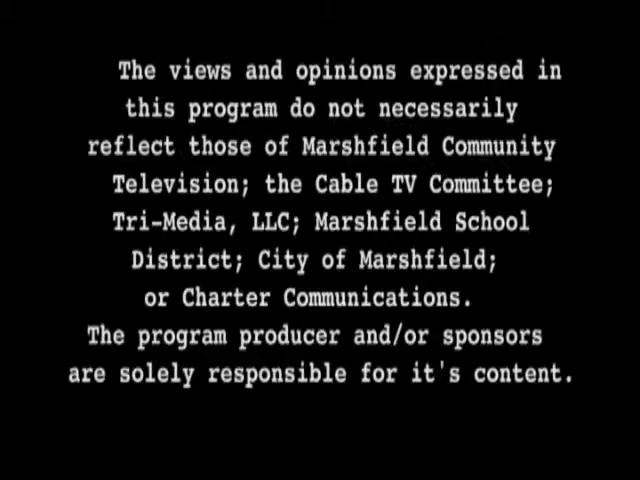 The views and opinions expressed in
this program do not necessarily
reflect those of Marshfield Community
Television; the Cable TV Committee;
Tri-Media, LLC; Marshfield School
District; City of Marshfield;
or Charter Communications.
The program producer and/or sponsors
are solely responsible for it's content.